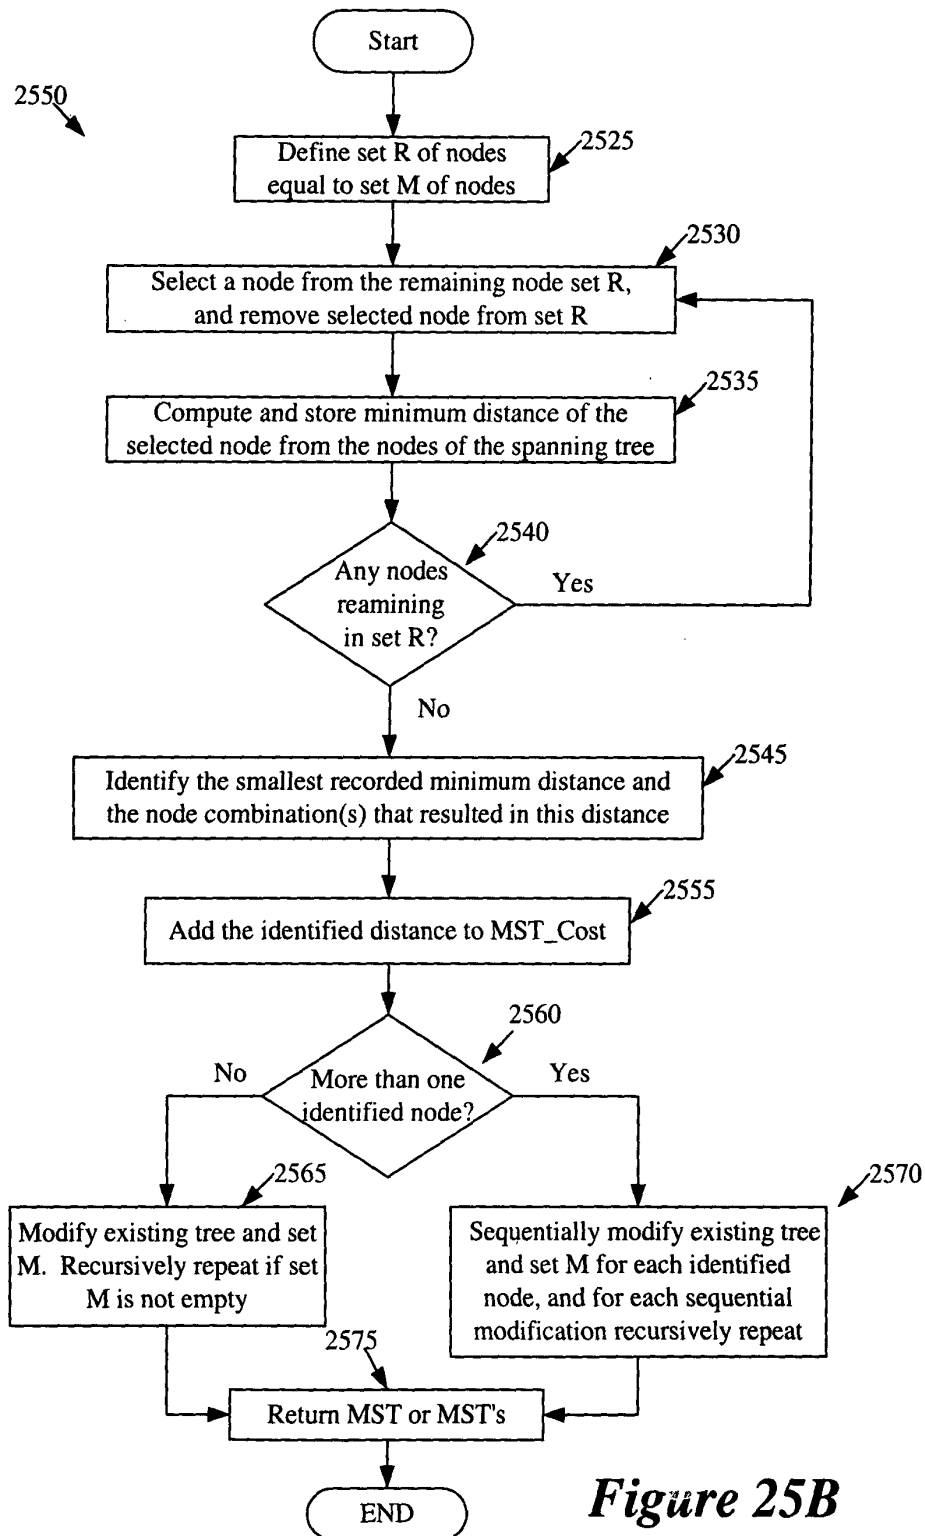 Start
2550
2525
Define set R of nodes
equal to set M of nodes
2530
Select a node from the remaining node set R,
and remove selected node from set R
2535
Compute and store minimum distance of the
selected node from the nodes of the spanning tree
2540
Any nodes
reamining
in set R?
Yes
No
2545
Identify the smallest recorded minimum distance and
the node combination(s) that resulted in this distance
2555
Add the identified distance to MST_Cost
2560
No
More than one
identified node?
Yes
2565
2570
Modify existing tree and set
M. Recursively repeat if set
M is not empty
Sequentially modify existing tree
and set M for each identified
node, and for each sequential
modification recursively repeat
2575
Return MST or MST's
END
Figure 25B